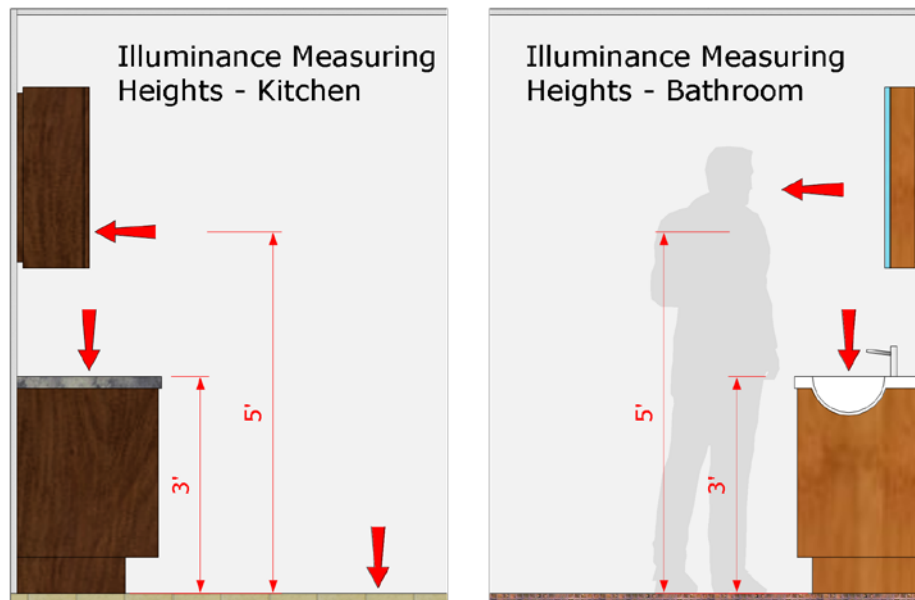 Illuminance Measuring
Heights - Kitchen
5'
3'
Illuminance Measuring
Heights - Bathroom
5'
3'